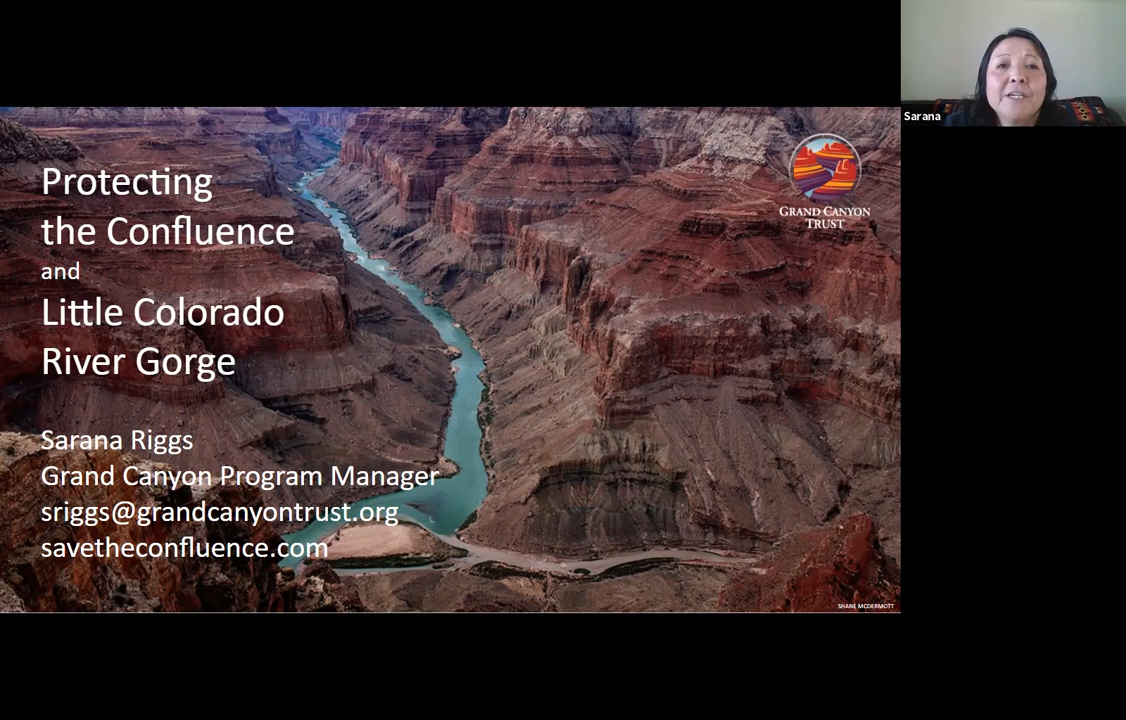 Protecting
the Confluence
and
Little Colorado
River Gorge
Sarana Riggs
Grand Canyon Program Manager
sriggs@grandcanyontrust.org
savetheconfluence.com
GRAND CANYON
TRUST
SHANE MCDERMOTT
Sarana